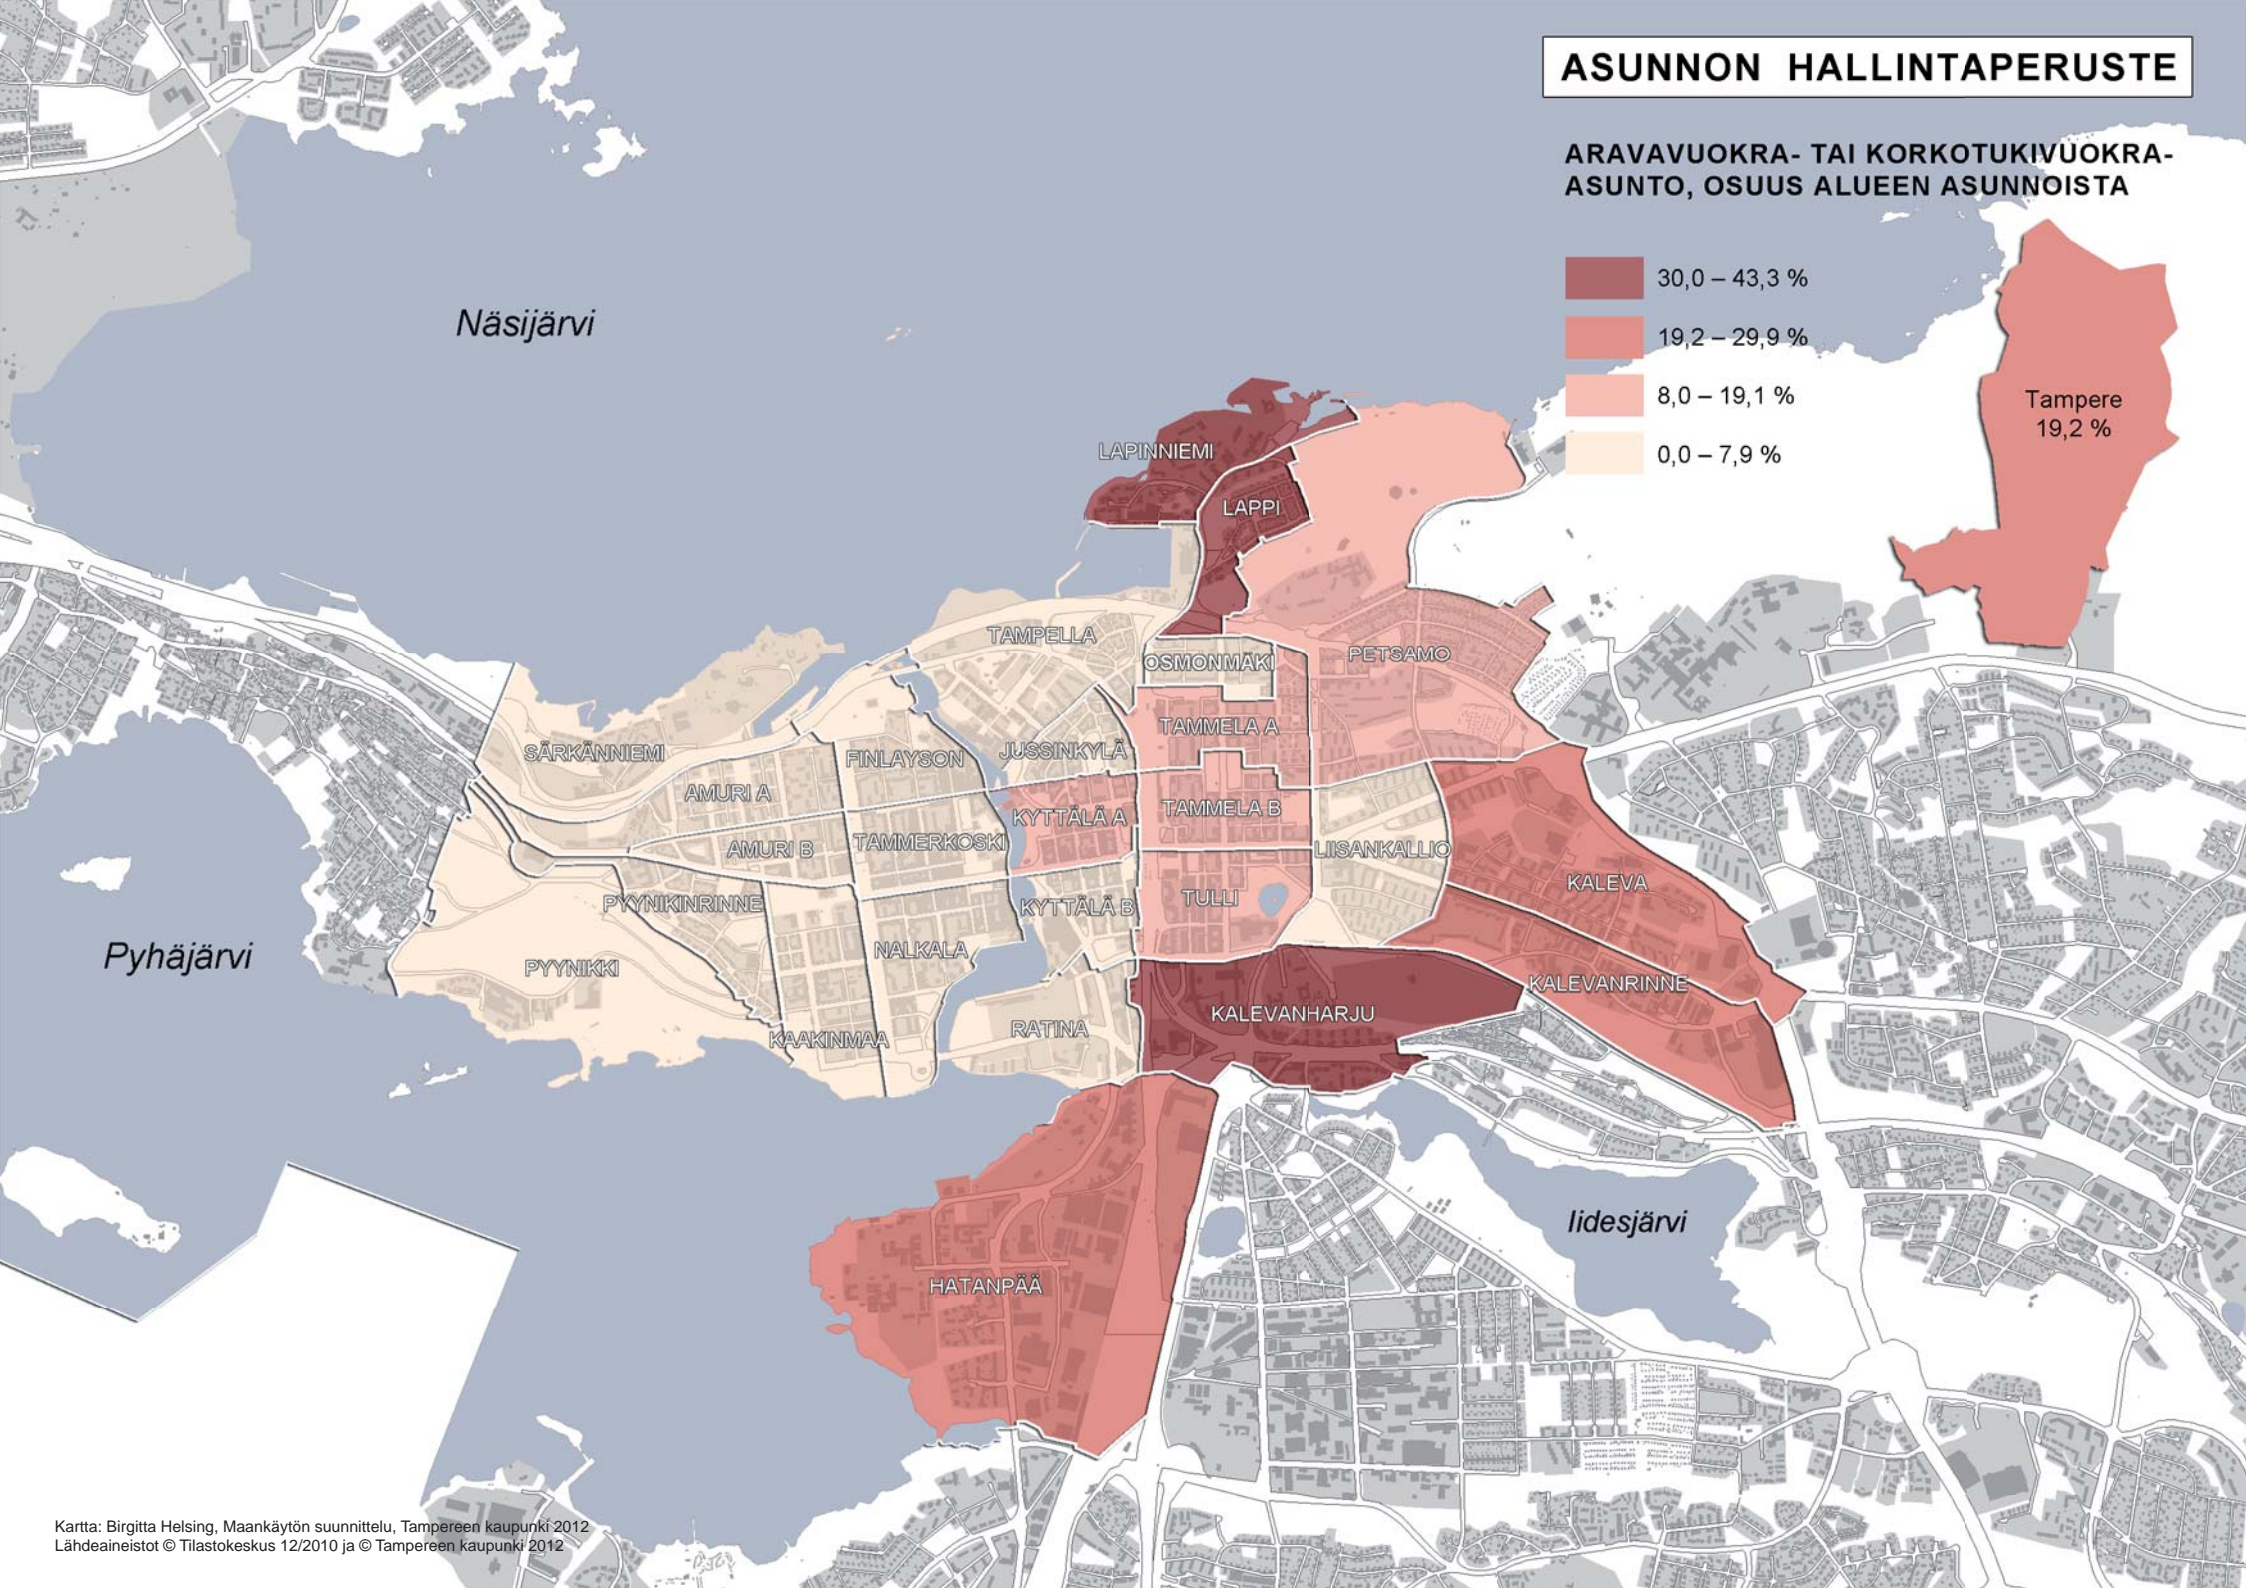 ASUNNON HALLINTAPERUSTE
ARAVAVUOKRA- TAI KORKOTUKIVUOKRA-
ASUNTO, OSUUS ALUEEN ASUNNOISTA
30,0 – 43,3 %
19,2 – 29,9 %
8,0 – 19,1 %
0,0 – 7,9 %
Tampere
19,2 %
Näsijärvi
LAPINNIEMI
LAPPI
TAMPELLA
OSMONMÄKI
PETSAMO
SÄRKÄNNIEMI
FINLAYSON
JUSSINKYLÄ
TAMMELA A
AMURI A
KYTTÄLÄ A
TAMMELA B
AMURI B
TAMMERKOSKI
LIISANKALLIO
KALEVA
PYYNIKINRINNE
KYTTÄLÄ B
TULLI
NALKALA
Pyhäjärvi
PYYNIKKI
KALEVANRINNE
KALEVANHARJU
RATINA
KAAKINMAA
Iidesjärvi
HATANPÄÄ
Kartta: Birgitta Helsing, Maankäytön suunnittelu, Tampereen kaupunki 2012
Lähdeaineistot © Tilastokeskus 12/2010 ja © Tampereen kaupunki 2012